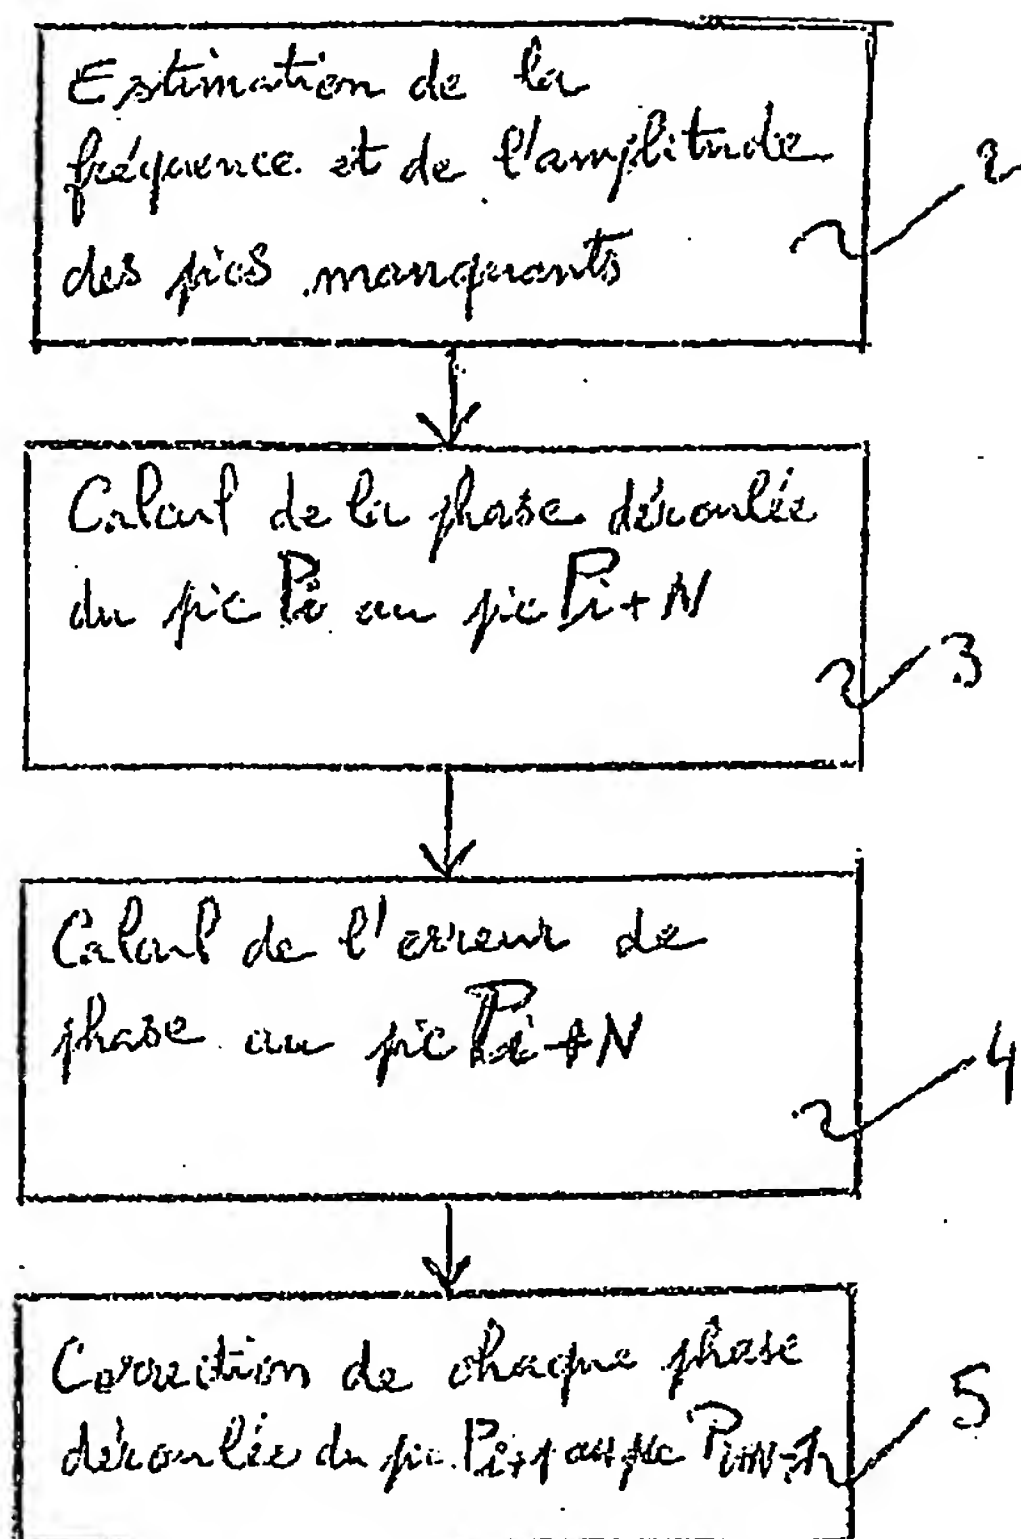 Estimation de la
fréquence et de l'amplitude
des pics manquants
2
Calcul de la phase déroulée
du pic Pi au pic Pi+N
3
Calcul de l'erreur de
phase au pic Pi+N
4
Correction de chaque phase
déroulée du pic Pi+1 au pic Pi+N-1
5